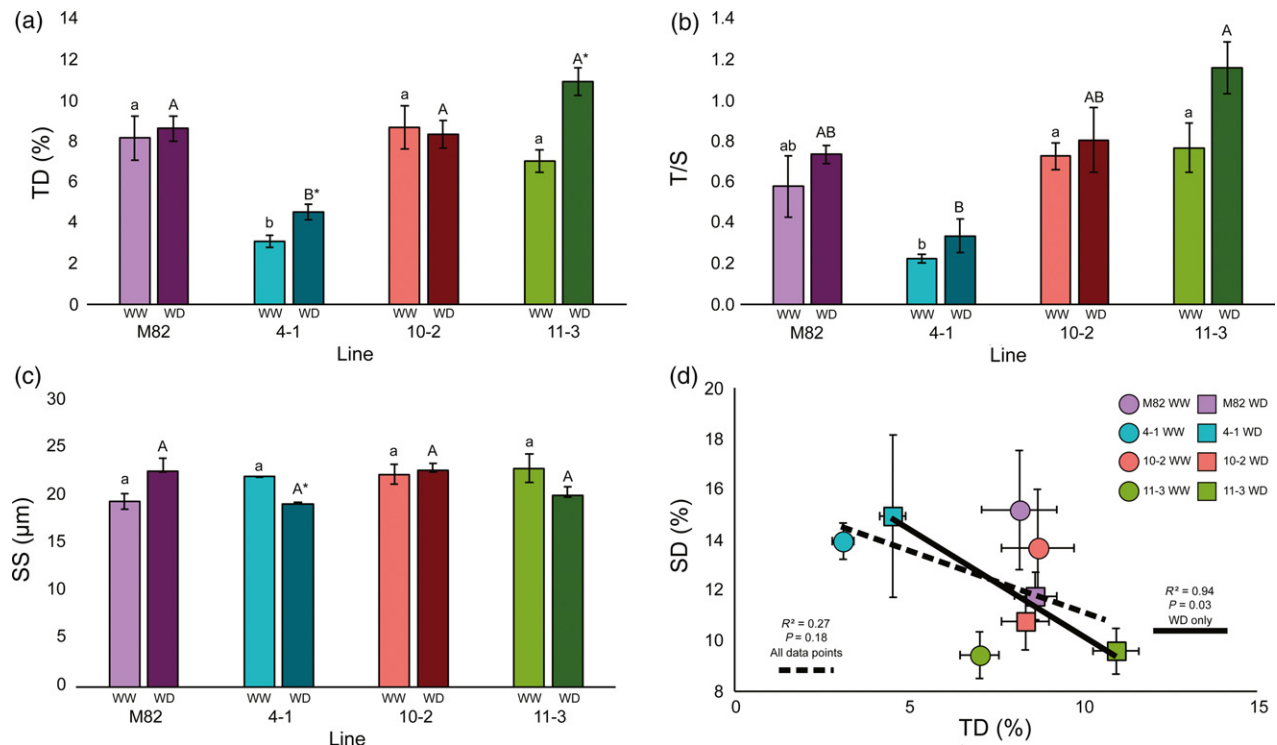 (a)
14
12
10
8
6
4
2
0
TD (%)
a
A
b
B*
a
A
a
A*
WW WD WW WD WW WD WW WD
M82 4-1 10-2 11-3
Line
(b)
1.4
1.2
1.0
0.8
0.6
0.4
0.2
0.0
T/S
ab
AB
b
B
a
AB
a
A
WW WD WW WD WW WD WW WD
M82 4-1 10-2 11-3
Line
(c)
30
25
20
15
10
5
0
SS (µm)
a
A
a
A*
a
A
a
A
WW WD WW WD WW WD WW WD
M82 4-1 10-2 11-3
Line
(d)
20
18
16
14
12
10
8
SD (%)
M82 WW M82 WD
4-1 WW 4-1 WD
10-2 WW 10-2 WD
11-3 WW 11-3 WD
R² = 0.94
P = 0.03
WD only
R² = 0.27
P = 0.18
All data points
0 5 10 15
TD (%)